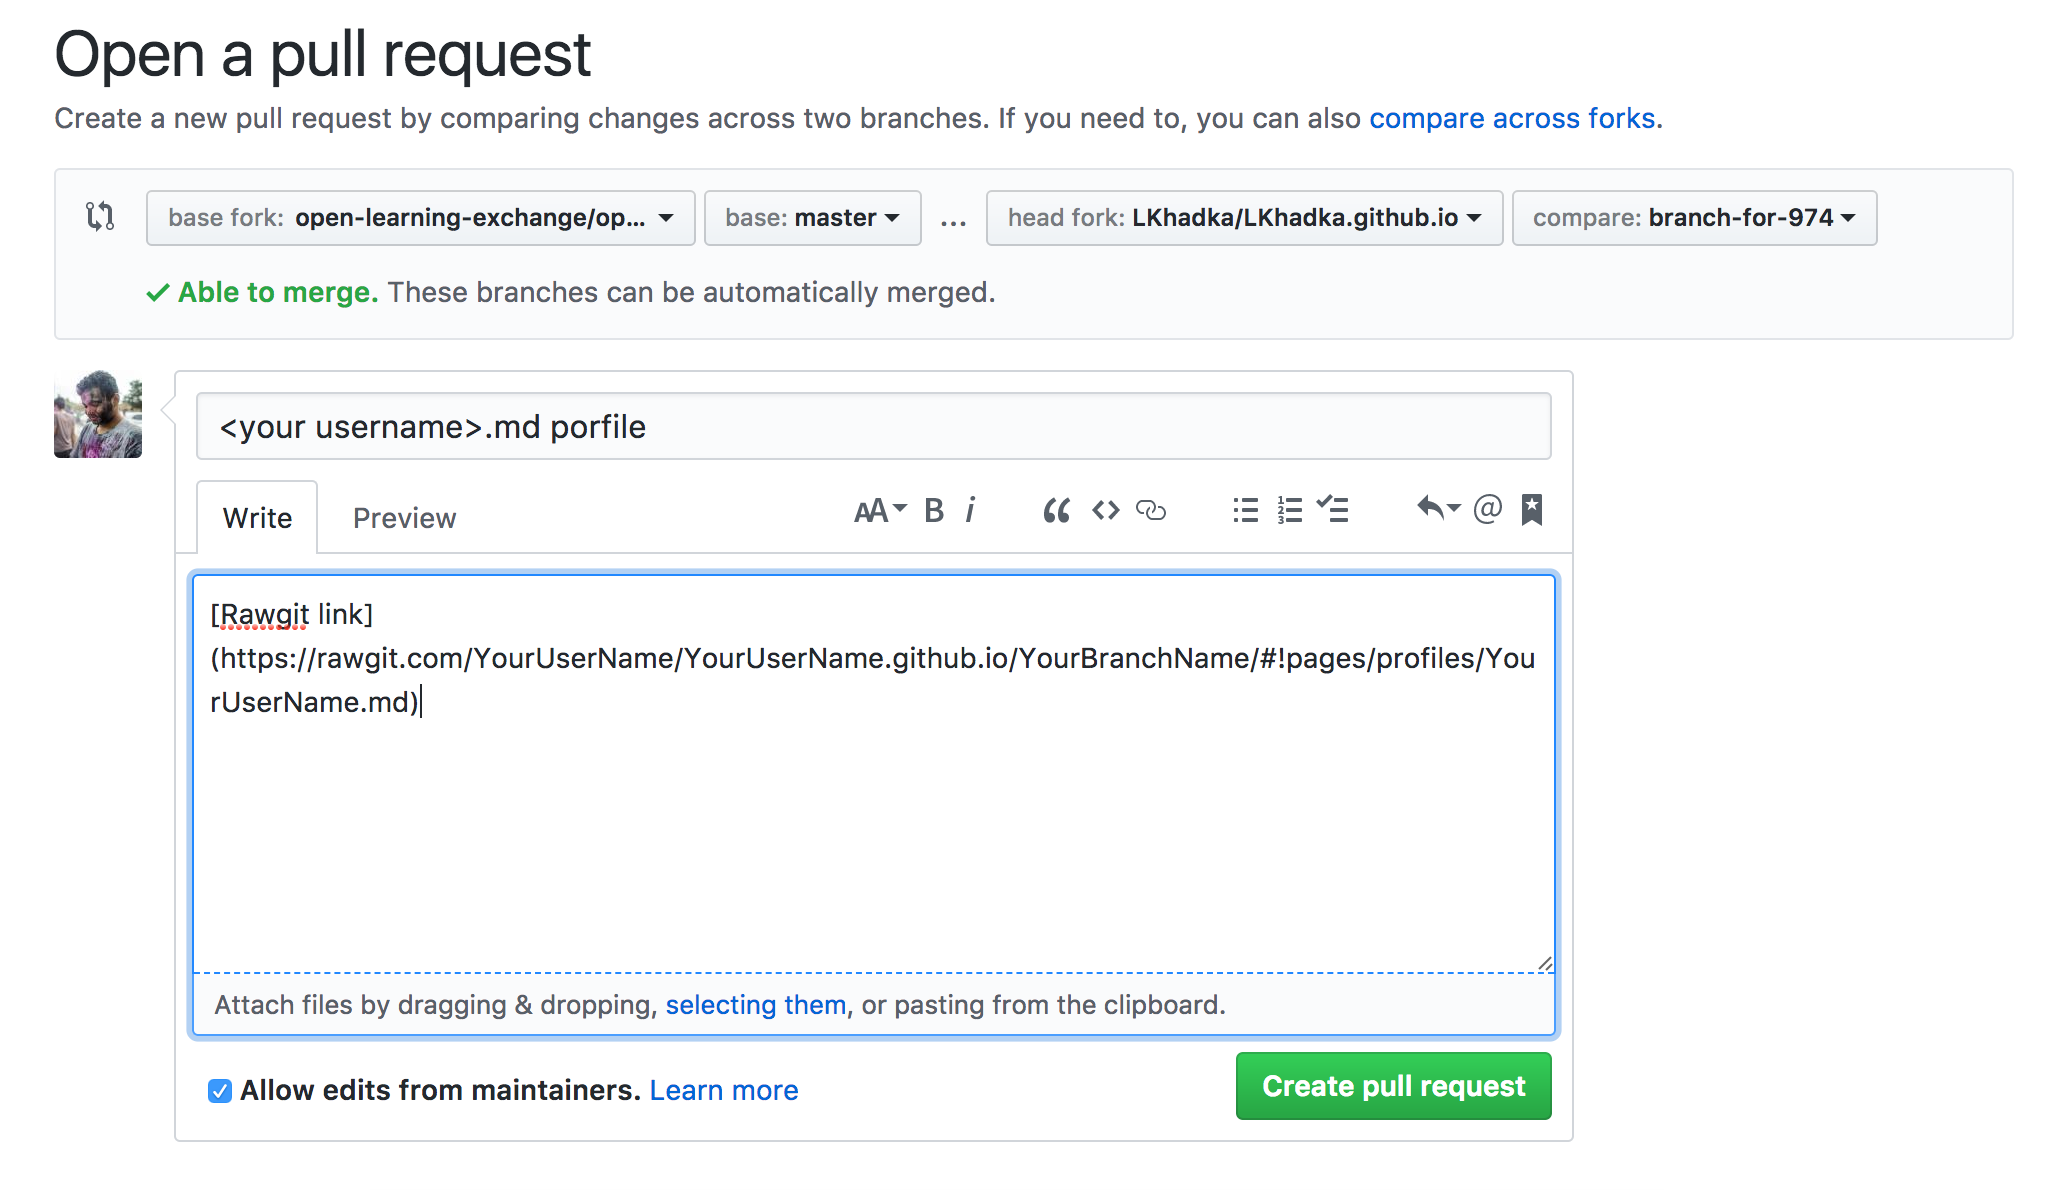 Open a pull request
Create a new pull request by comparing changes across two branches. If you need to, you can also compare across forks.
base fork: open-learning-exchange/op... base: master ... head fork: LKhadka/LKhadka.github.io compare: branch-for-974
Able to merge. These branches can be automatically merged.
<your username>.md porfile
Write Preview AA B i “ <> @
[Rawgit link]
(https://rawgit.com/YourUserName/YourUserName.github.io/YourBranchName/#!pages/profiles/You
rUserName.md)
Attach files by dragging & dropping, selecting them, or pasting from the clipboard.
Allow edits from maintainers. Learn more Create pull request